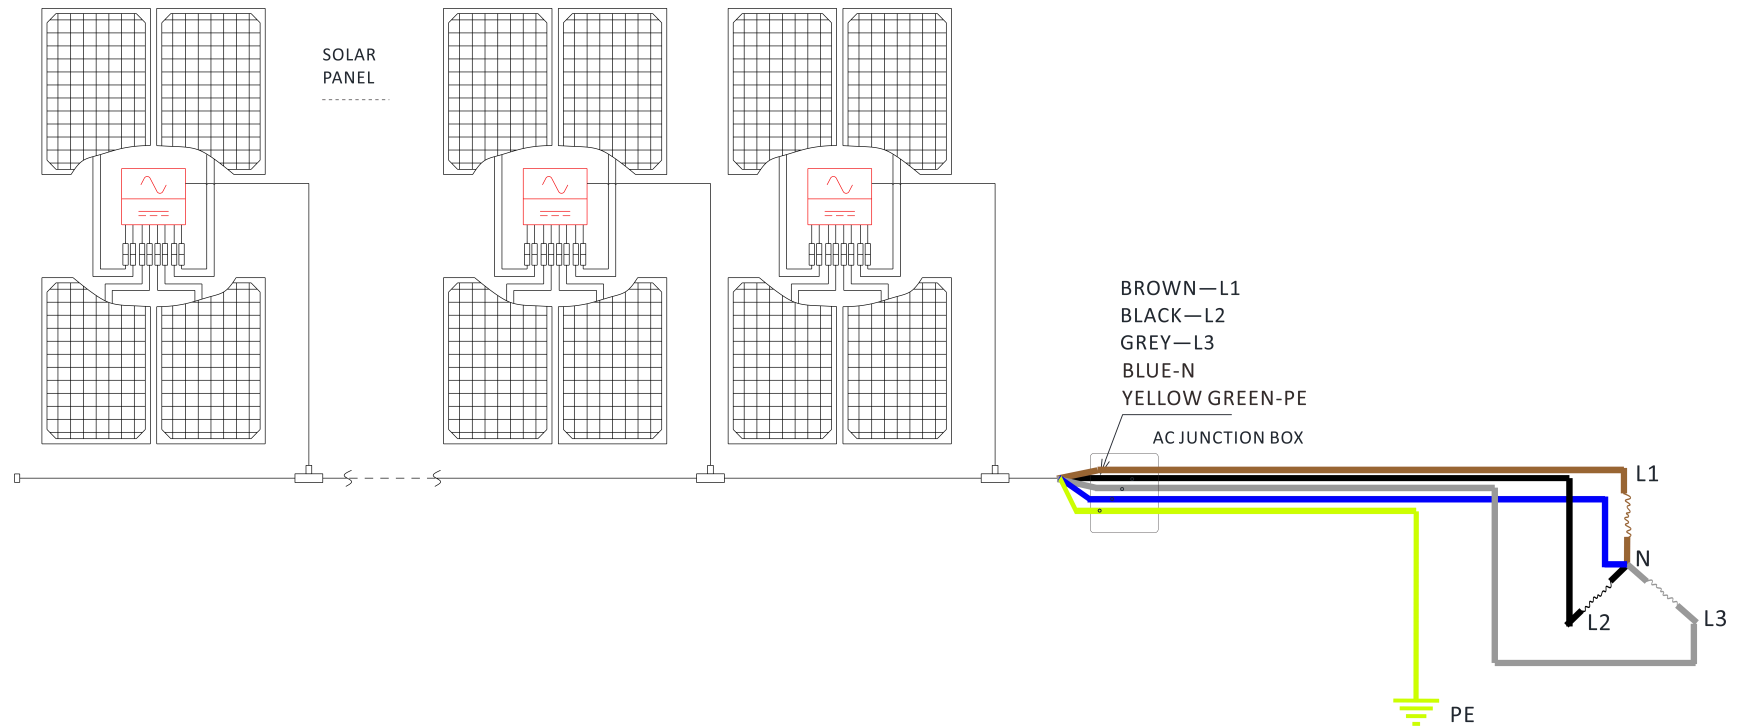 SOLAR
PANEL
BROWN—L1
BLACK—L2
GREY—L3
BLUE-N
YELLOW GREEN-PE
AC JUNCTION BOX
L1
N
L2
L3
PE